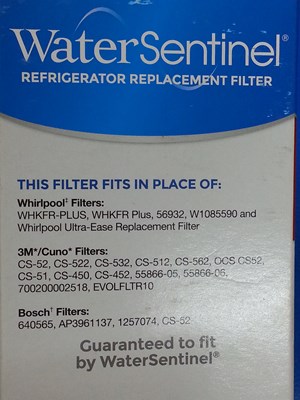 WaterSentinel®
REFRIGERATOR REPLACEMENT FILTER
THIS FILTER FITS IN PLACE OF:
Whirlpool‡ Filters:
WHKFR-PLUS, WHKFR Plus, 56932, W1085590 and
Whirlpool Ultra-Ease Replacement Filter
3M*/Cuno* Filters:
CS-52, CS-522, CS-532, CS-512, CS-562, OCS CS52,
CS-51, CS-450, CS-452, 55866-05, 55866-06,
700200002518, EVOLFLTR10
Bosch† Filters:
640565, AP3961137, 1257074, CS-52
Guaranteed to fit
by WaterSentinel®